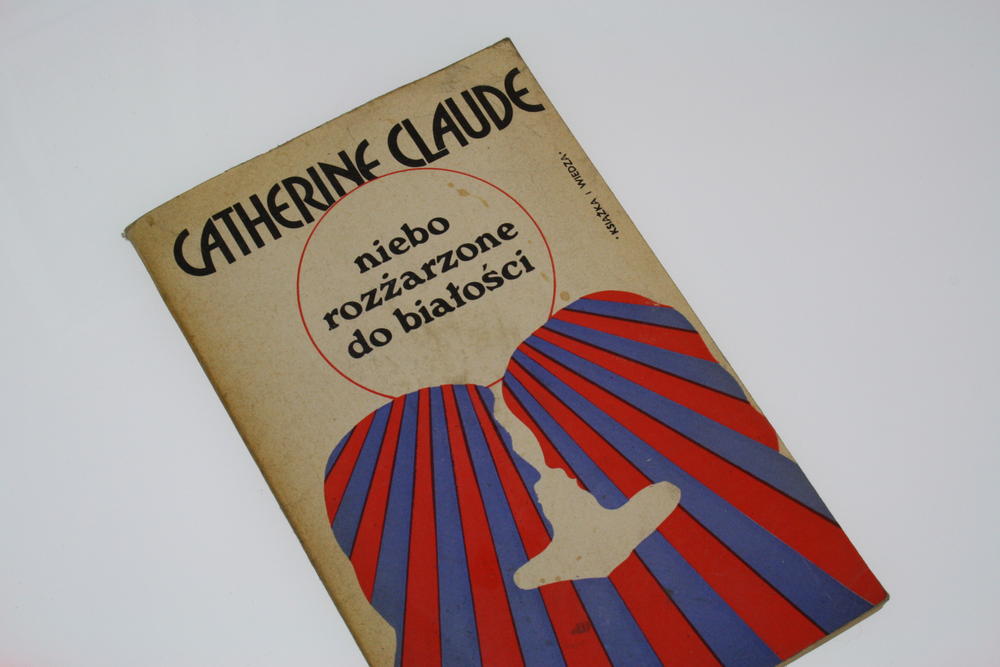 CATHERINE CLAUDE
niebo
rozżarzone
do białości
"KSIĄŻKA I WIEDZA"